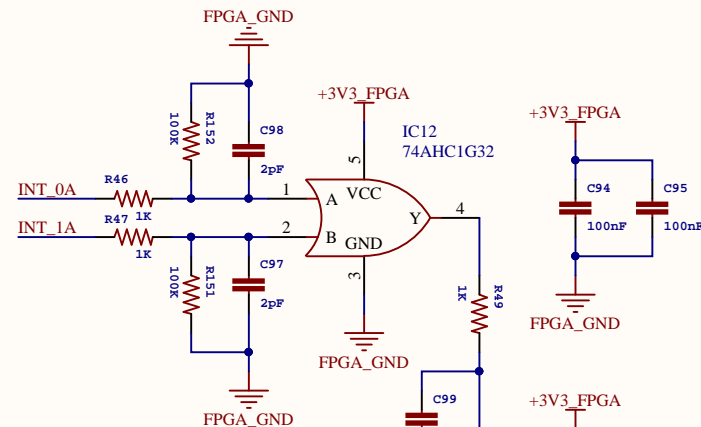 FPGA_GND
+3V3_FPGA
+3V3_FPGA
R152
100K
C98
2pF
IC12
74AHC1G32
5
VCC
C94
100nF
C95
100nF
INT_0A
R46
1K
1
A
INT_1A
R47
1K
2
B
Y
4
GND
3
R151
100K
C97
2pF
R49
1K
FPGA_GND
FPGA_GND
C99
+3V3_FPGA
FPGA_GND